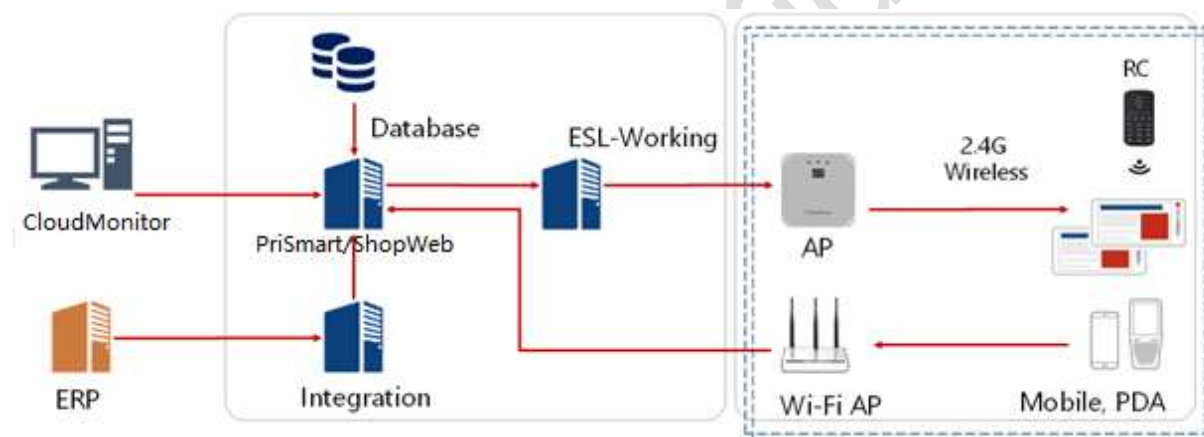 RC
Database
ESL-Working
2.4G
Wireless
CloudMonitor
PriSmart/ShopWeb
AP
ERP
Integration
Wi-Fi AP
Mobile, PDA